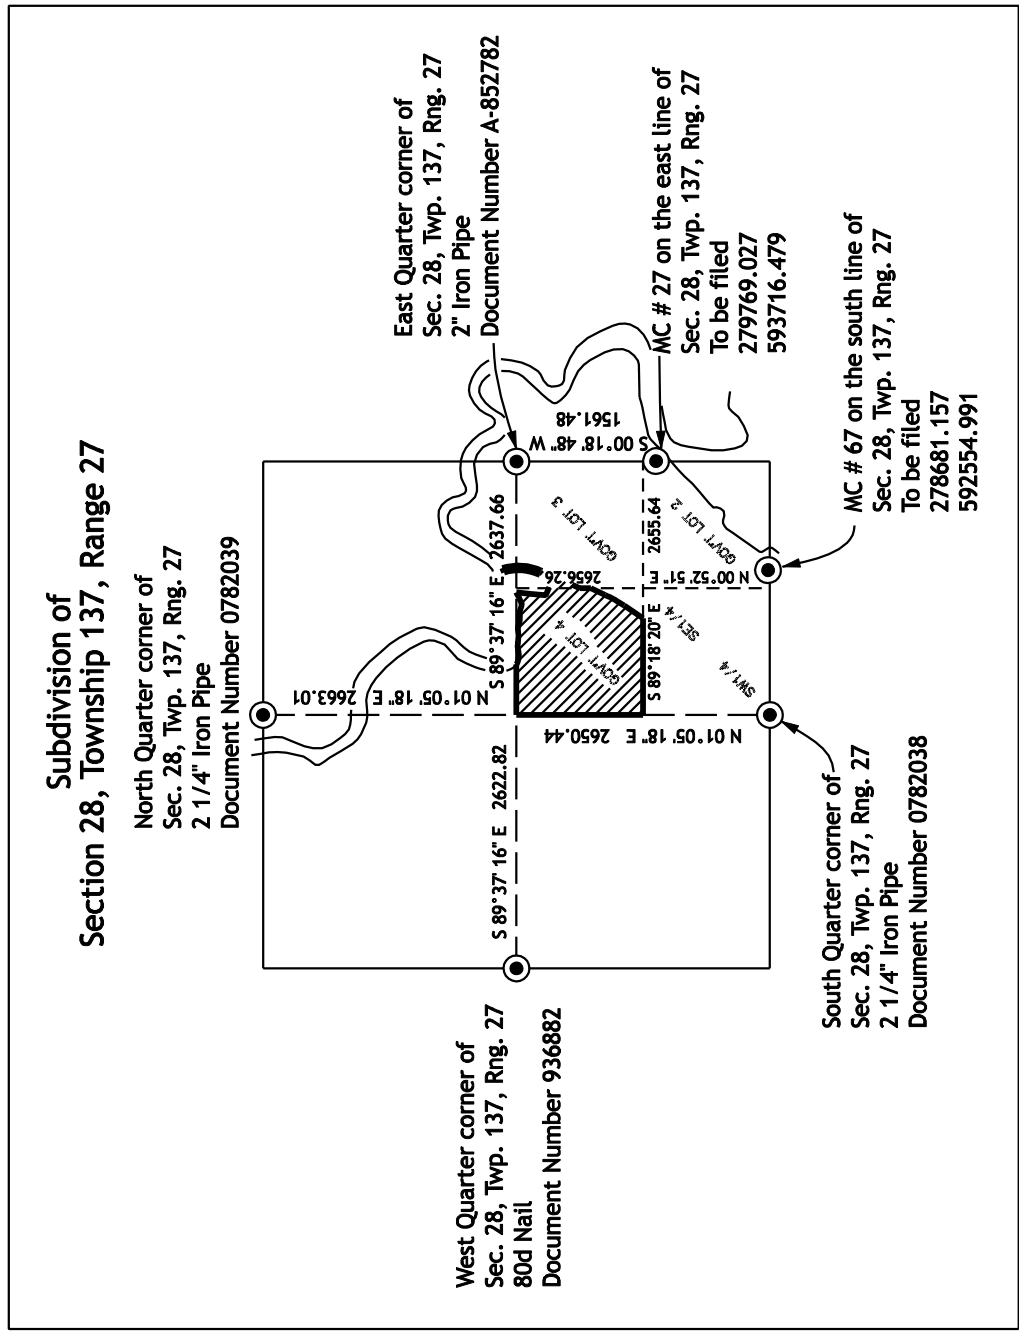 Subdivision of
Section 28, Township 137, Range 27
North Quarter corner of
Sec. 28, Twp. 137, Rng. 27
2 1/4" Iron Pipe
Document Number 0782039
East Quarter corner of
Sec. 28, Twp. 137, Rng. 27
2" Iron Pipe
Document Number A-852782
N 01°05' 18" E 2663.01
West Quarter corner of
Sec. 28, Twp. 137, Rng. 27
80d Nail
Document Number 936882
S 89°37' 16" E 2622.82
S 89°37' 16" E 2637.66
S 00°18' 48" W
1561.48
GOV'T LOT 4
2656.26
GOV'T LOT 3
N 01°05' 18" E 2650.44
S 89°18' 20" E 2655.64
N 00°52' 51" E
GOV'T LOT 2
SE1/4
SW1/4
MC # 27 on the east line of
Sec. 28, Twp. 137, Rng. 27
To be filed
279769.027
593716.479
South Quarter corner of
Sec. 28, Twp. 137, Rng. 27
2 1/4" Iron Pipe
Document Number 0782038
MC # 67 on the south line of
Sec. 28, Twp. 137, Rng. 27
To be filed
278681.157
592554.991